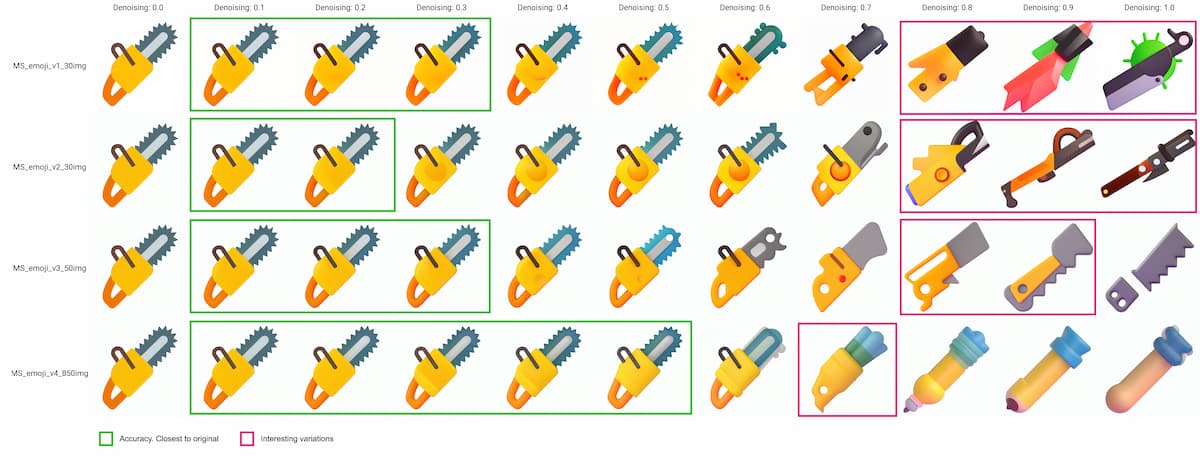 Denoising: 0.0 Denoising: 0.1 Denoising: 0.2 Denoising: 0.3 Denoising: 0.4 Denoising: 0.5 Denoising: 0.6 Denoising: 0.7 Denoising: 0.8 Denoising: 0.9 Denoising: 1.0
MS_emoji_v1_30img
MS_emoji_v2_30img
MS_emoji_v3_50img
MS_emoji_v4_850img
Accuracy. Closest to original Interesting variations